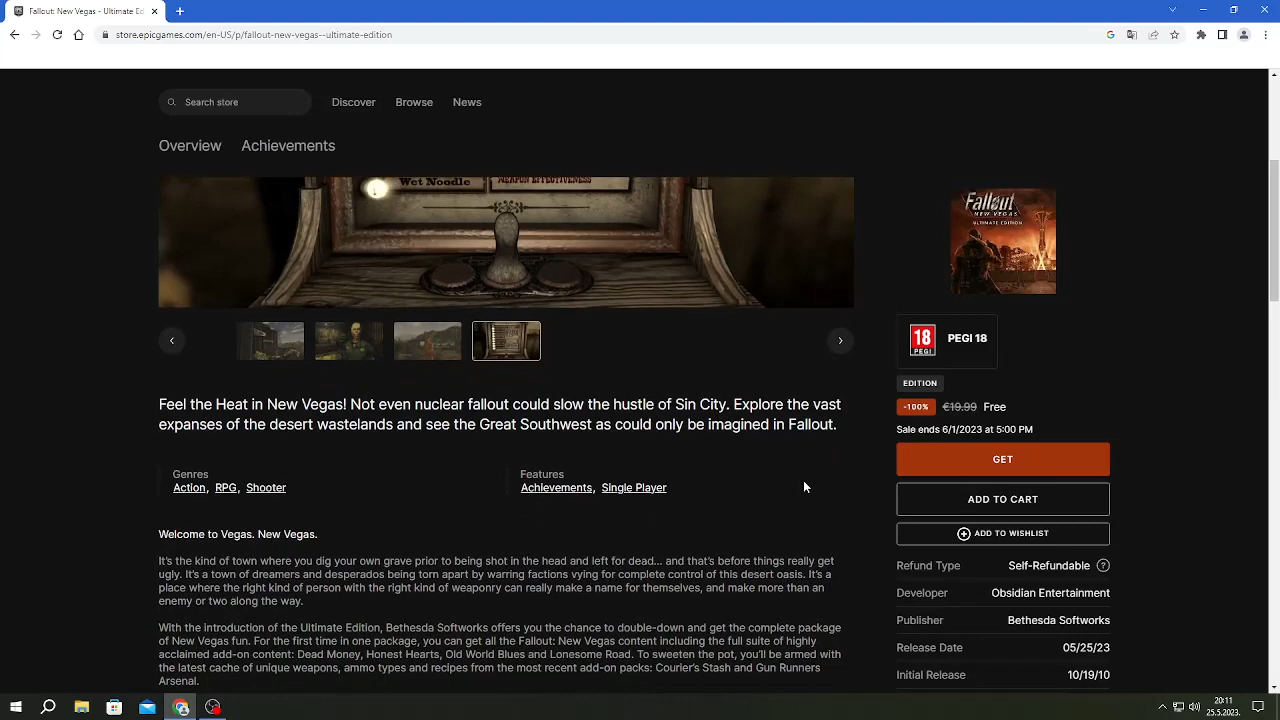 Fallout: New Vegas - Ultimate Ed
store.epicgames.com/en-US/p/fallout-new-vegas--ultimate-edition
Search store
Discover
Browse
News
Overview
Achievements
Wet Noodle
WEAPON EFFECTIVENESS
Fallout
NEW VEGAS
ULTIMATE EDITION
18
PEGI
PEGI 18
EDITION
-100% €19.99 Free
Sale ends 6/1/2023 at 5:00 PM
GET
ADD TO CART
ADD TO WISHLIST
Refund Type Self-Refundable ?
Developer Obsidian Entertainment
Publisher Bethesda Softworks
Release Date 05/25/23
Initial Release 10/19/10
Feel the Heat in New Vegas! Not even nuclear fallout could slow the hustle of Sin City. Explore the vast
expanses of the desert wastelands and see the Great Southwest as could only be imagined in Fallout.
Genres
Action, RPG, Shooter
Features
Achievements, Single Player
Welcome to Vegas. New Vegas.
It's the kind of town where you dig your own grave prior to being shot in the head and left for dead… and that's before things really get
ugly. It's a town of dreamers and desperados being torn apart by warring factions vying for complete control of this desert oasis. It's a
place where the right kind of person with the right kind of weaponry can really make a name for themselves, and make more than an
enemy or two along the way.
With the introduction of the Ultimate Edition, Bethesda Softworks offers you the chance to double-down and get the complete package
of New Vegas fun. For the first time in one package, you can get all the Fallout: New Vegas content including the full suite of highly
acclaimed add-on content: Dead Money, Honest Hearts, Old World Blues and Lonesome Road. To sweeten the pot, you'll be armed with
the latest cache of unique weapons, ammo types and recipes from the most recent add-on packs: Courier's Stash and Gun Runners
Arsenal.
20:11
25.5.2023.